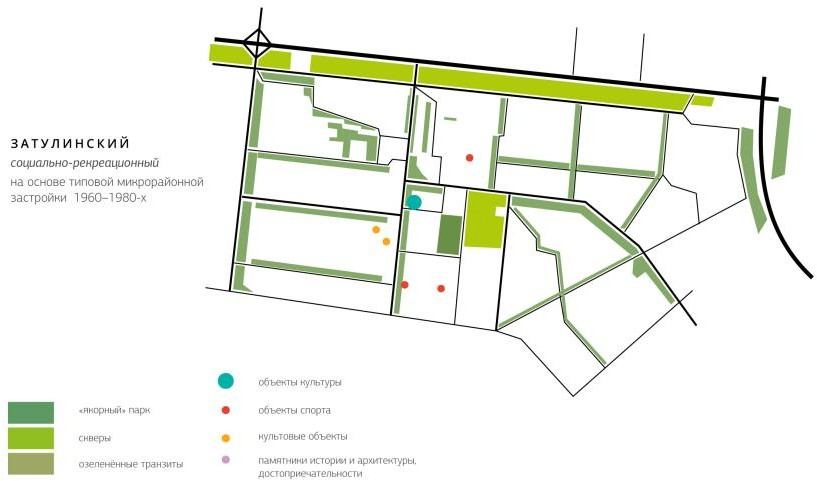 ЗАТУЛИНСКИЙ
социально-рекреационный
на основе типовой микрорайонной
застройки 1960–1980-х
«якорный» парк
скверы
озеленённые транзиты
объекты культуры
объекты спорта
культовые объекты
памятники истории и архитектуры,
достопричательности